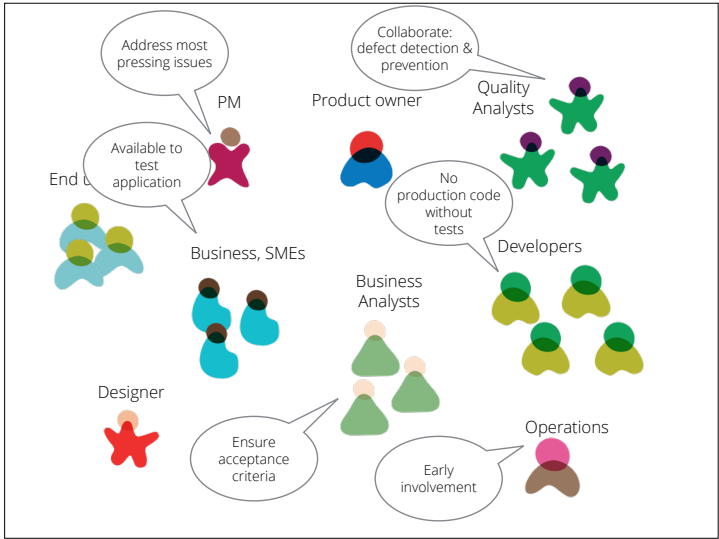 Address most
pressing issues
PM
Collaborate:
defect detection &
prevention
Product owner
Quality
Analysts
Available to
test
application
End u
No
production code
without
tests
Business, SMEs
Developers
Business
Analysts
Designer
Ensure
acceptance
criteria
Early
involvement
Operations